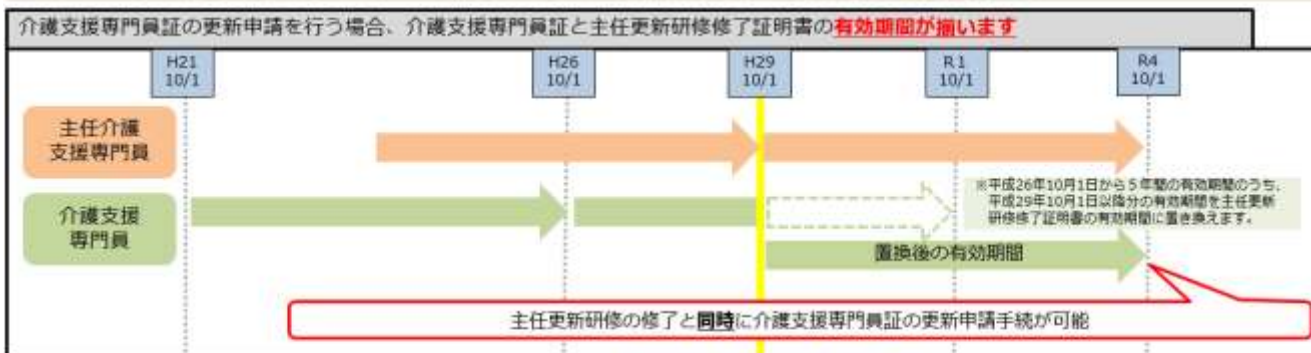 介護支援専門員証の更新申請を行う場合、介護支援専門員証と主任更新研修修了証明書の有効期間が揃います
H21
10/1
H26
10/1
H29
10/1
R1
10/1
R4
10/1
主任介護
支援専門員
介護支援
専門員
※平成26年10月1日から5年間の有効期間のうち、
平成29年10月1日以降分の有効期間を主任更新
研修修了証明書の有効期間に置き換えます。
置換後の有効期間
主任更新研修の修了と同時に介護支援専門員証の更新申請手続が可能